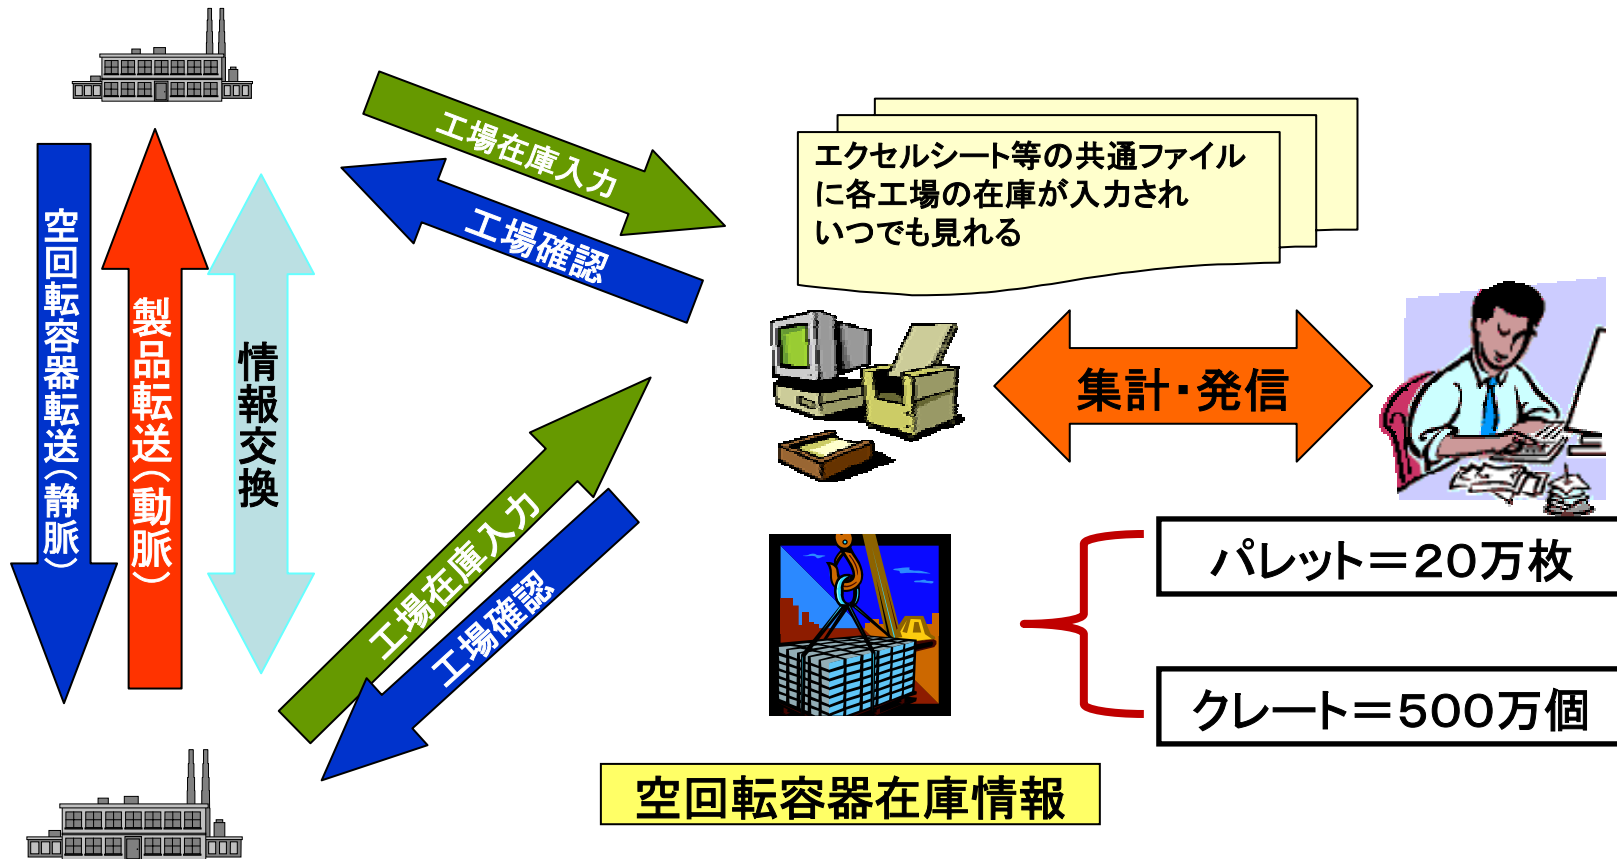 工場在庫入力
工場確認
エクセルシート等の共通ファイル
に各工場の在庫が入力され
いつでも見れる
空回転容器転送(静脈)
製品転送(動脈)
情報交換
集計・発信
工場在庫入力
工場確認
パレット＝２０万枚
クレート＝５００万個
空回転容器在庫情報